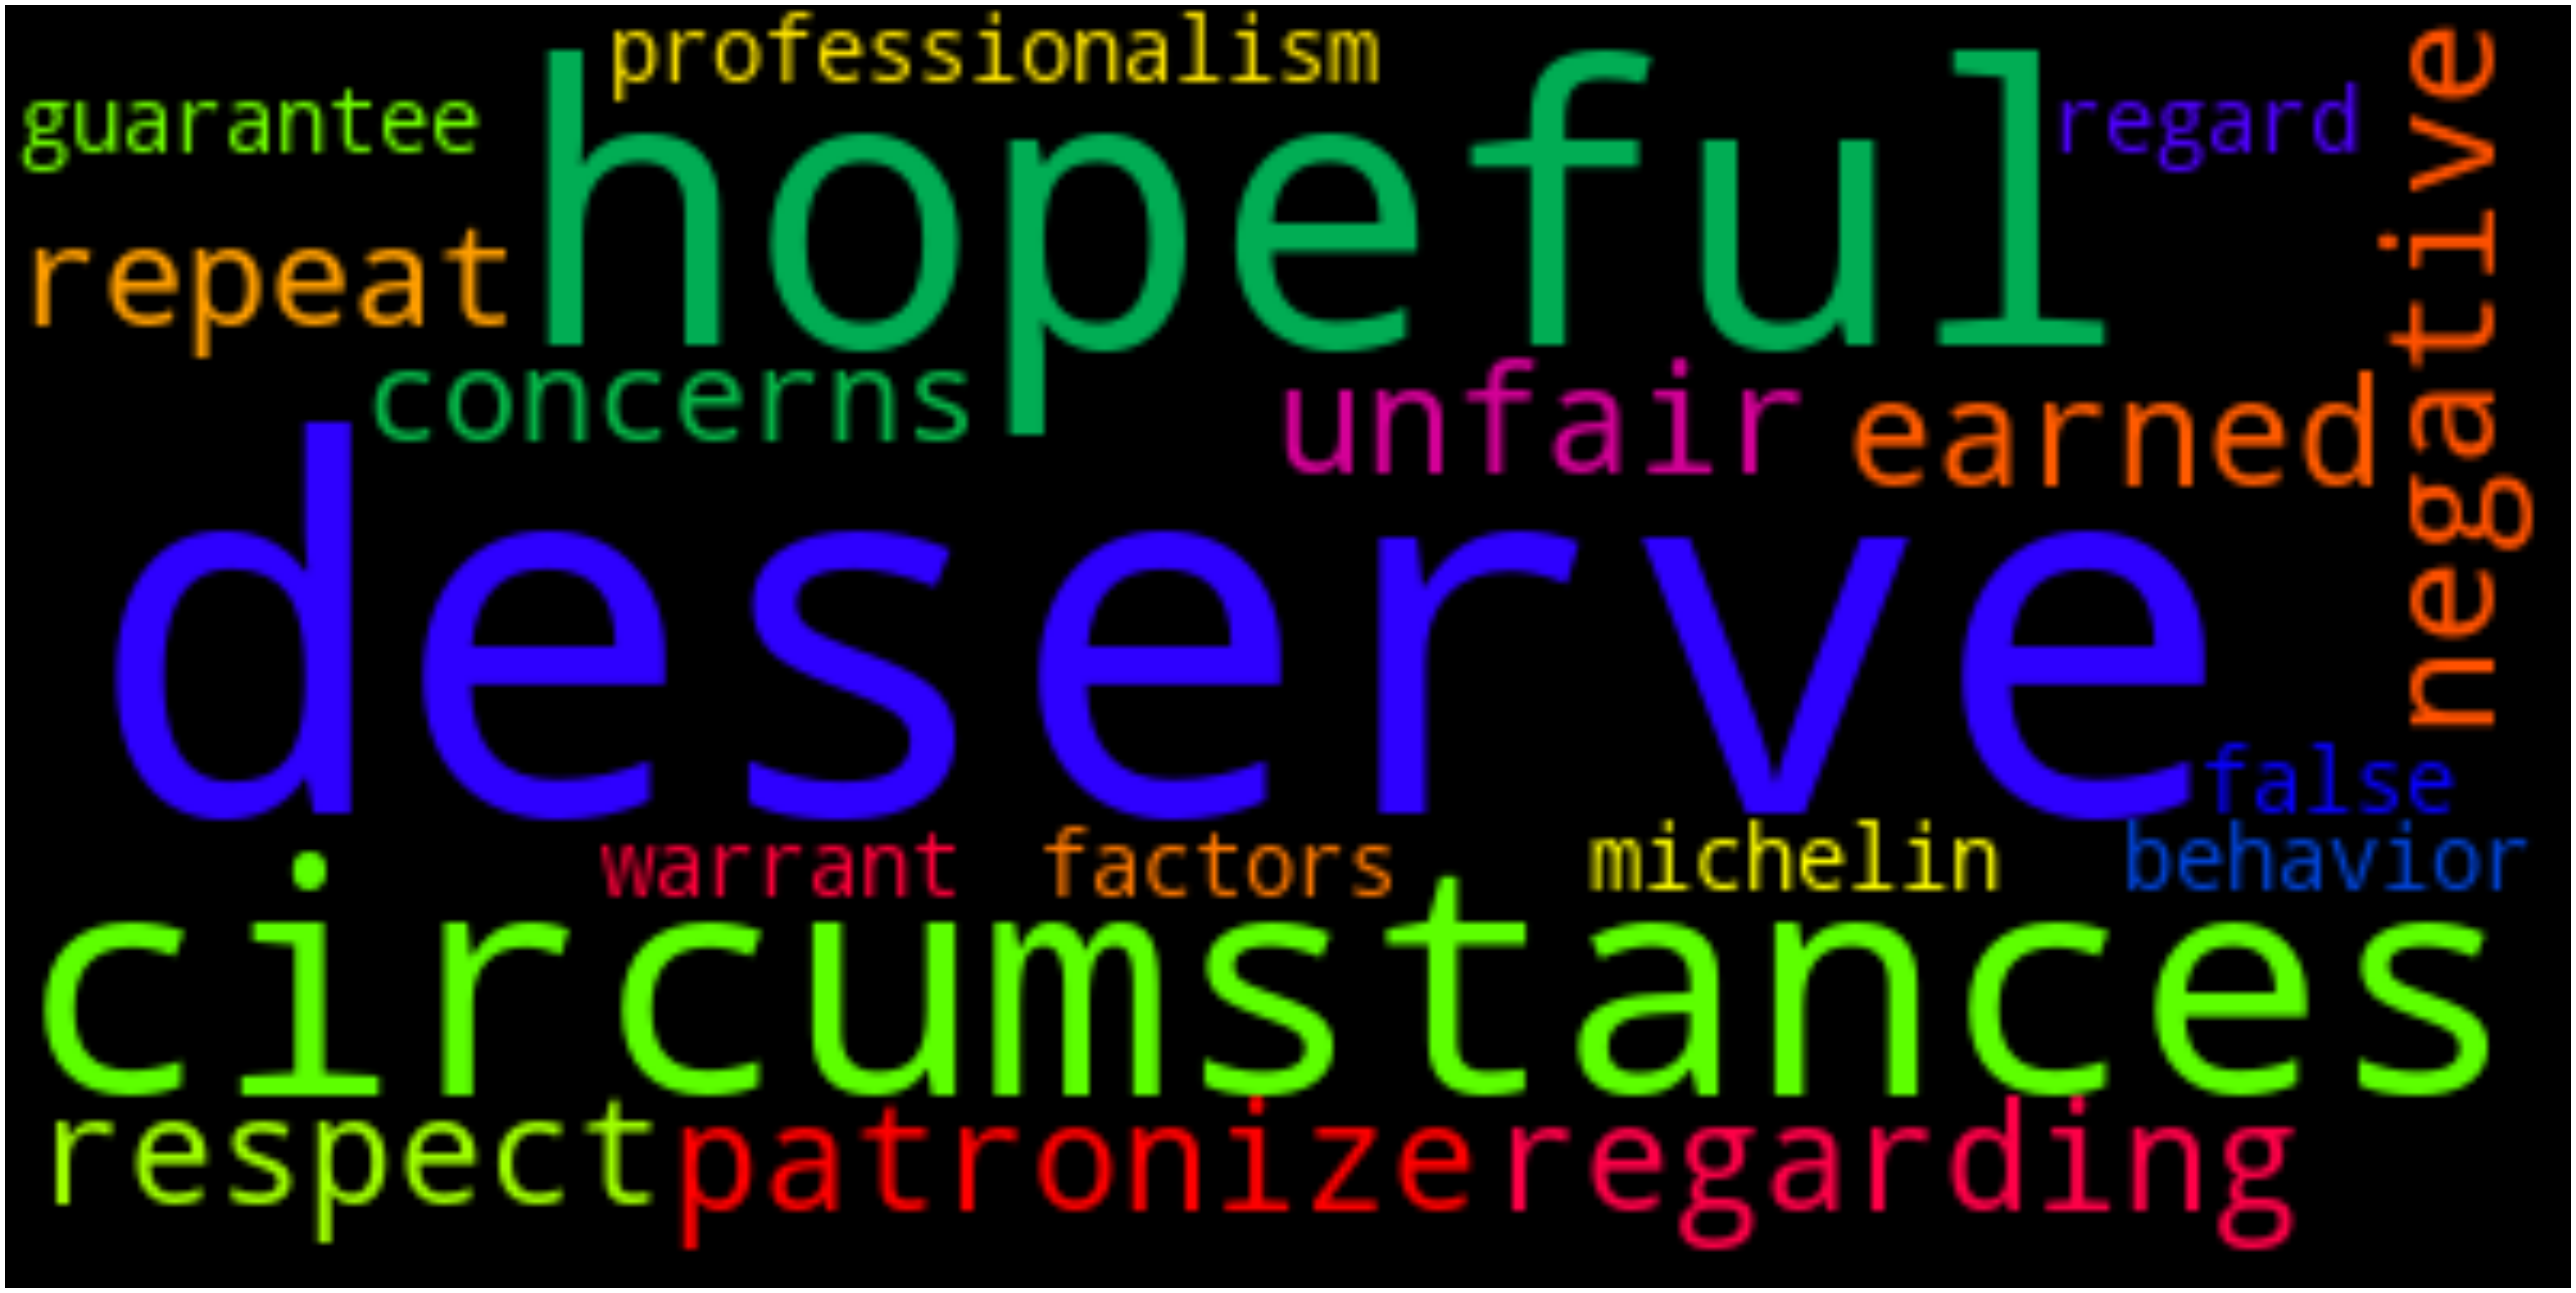 professionalism
guarantee
hopeful
regard
negative
repeat
concerns
unfair
earned
deserve
false
warrant
factors
michelin
behavior
circumstances
respect
patronize
regarding